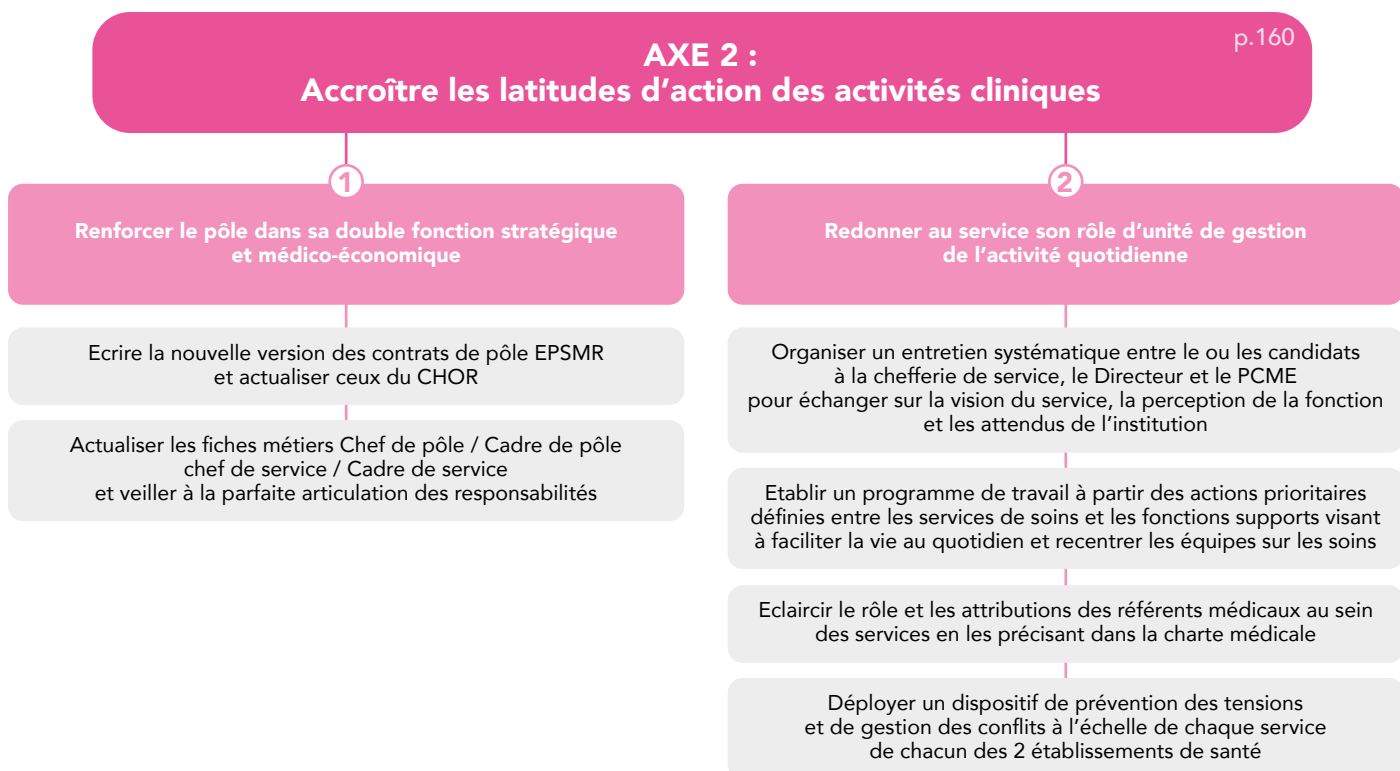 p.160
AXE 2 :
Accroître les latitudes d'action des activités cliniques
1
Renforcer le pôle dans sa double fonction stratégique
et médico-économique
Ecrire la nouvelle version des contrats de pôle EPSMR
et actualiser ceux du CHOR
Actualiser les fiches métiers Chef de pôle / Cadre de pôle
chef de service / Cadre de service
et veiller à la parfaite articulation des responsabilités
2
Redonner au service son rôle d'unité de gestion
de l'activité quotidienne
Organiser un entretien systématique entre le ou les candidats
à la chefferie de service, le Directeur et le PCME
pour échanger sur la vision du service, la perception de la fonction
et les attendus de l'institution
Etablir un programme de travail à partir des actions prioritaires
définies entre les services de soins et les fonctions supports visant
à faciliter la vie au quotidien et recentrer les équipes sur les soins
Eclaircir le rôle et les attributions des référents médicaux au sein
des services en les précisant dans la charte médicale
Déployer un dispositif de prévention des tensions
et de gestion des conflits à l'échelle de chaque service
de chacun des 2 établissements de santé